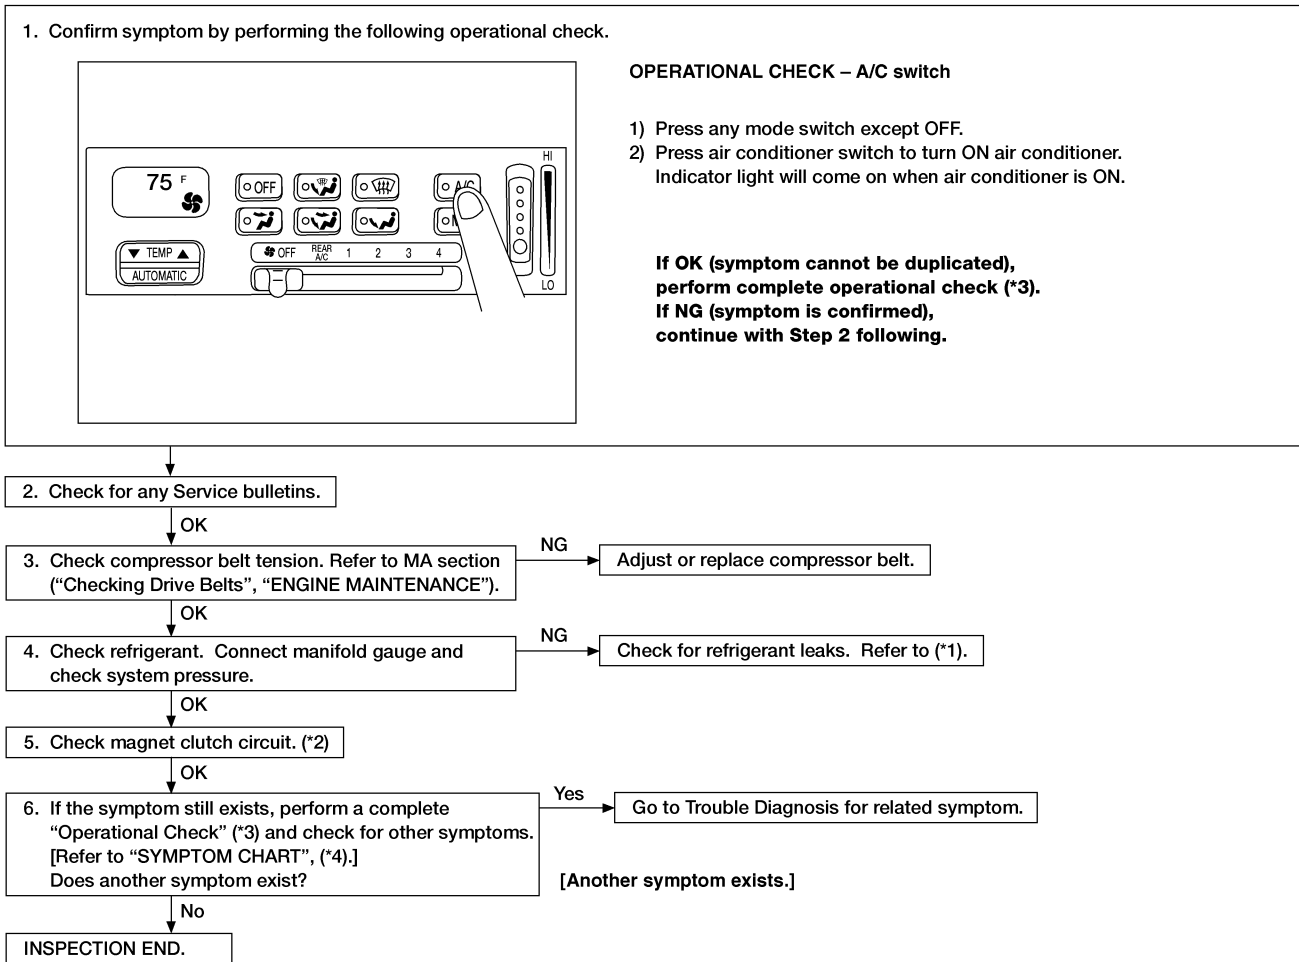 1. Confirm symptom by performing the following operational check.
75 F
OFF
A/C
TEMP
AUTOMATIC
OFF REAR A/C 1 2 3 4
HI
LO
OPERATIONAL CHECK – A/C switch
1) Press any mode switch except OFF.
2) Press air conditioner switch to turn ON air conditioner.
Indicator light will come on when air conditioner is ON.
If OK (symptom cannot be duplicated),
perform complete operational check (*3).
If NG (symptom is confirmed),
continue with Step 2 following.
2. Check for any Service bulletins.
OK
3. Check compressor belt tension. Refer to MA section
(“Checking Drive Belts”, “ENGINE MAINTENANCE”).
NG
Adjust or replace compressor belt.
OK
4. Check refrigerant. Connect manifold gauge and
check system pressure.
NG
Check for refrigerant leaks. Refer to (*1).
OK
5. Check magnet clutch circuit. (*2)
OK
6. If the symptom still exists, perform a complete
“Operational Check” (*3) and check for other symptoms.
[Refer to “SYMPTOM CHART”, (*4).]
Does another symptom exist?
Yes
Go to Trouble Diagnosis for related symptom.
[Another symptom exists.]
No
INSPECTION END.